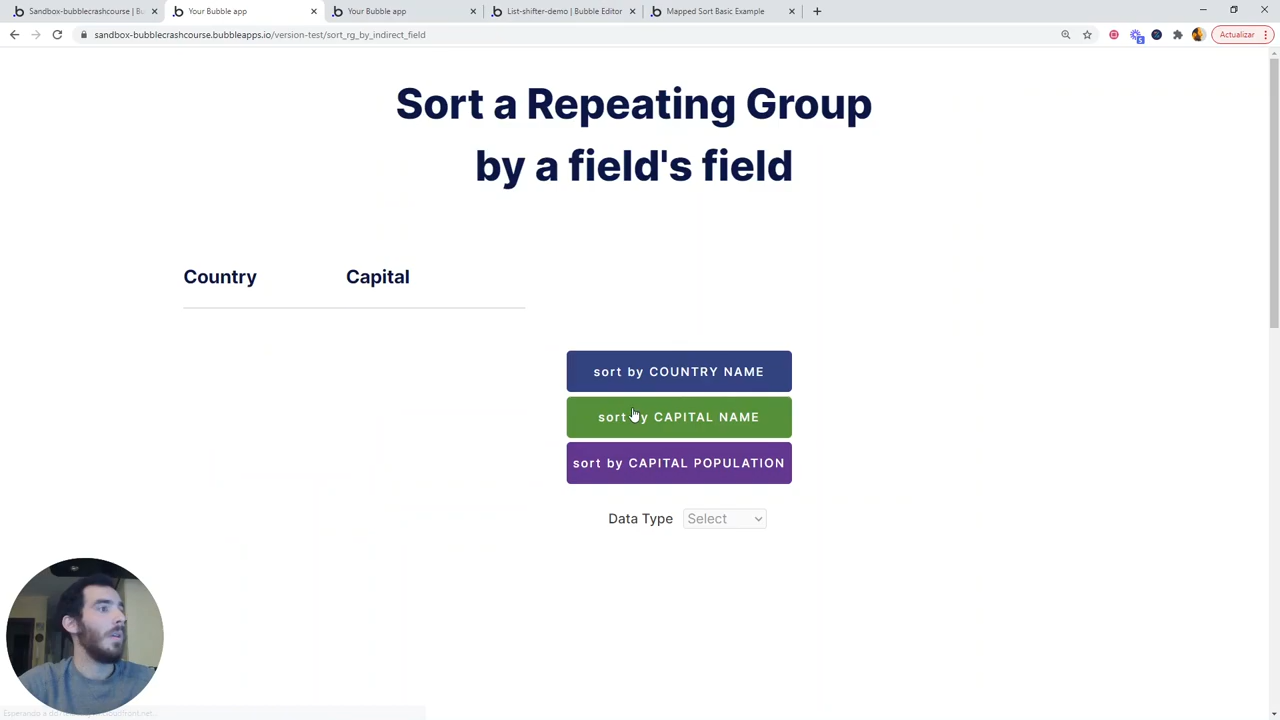 Sandbox-bubblecrashcourse | Bu
Your Bubble app
Your Bubble app
List-shifter-demo | Bubble Editor
Mapped Sort Basic Example
sandbox-bubblecrashcourse.bubbleapps.io/version-test/sort_rg_by_indirect_field
Actualizar
Sort a Repeating Group
by a field's field
Country Capital
sort by COUNTRY NAME
sort by CAPITAL NAME
sort by CAPITAL POPULATION
Data Type Select